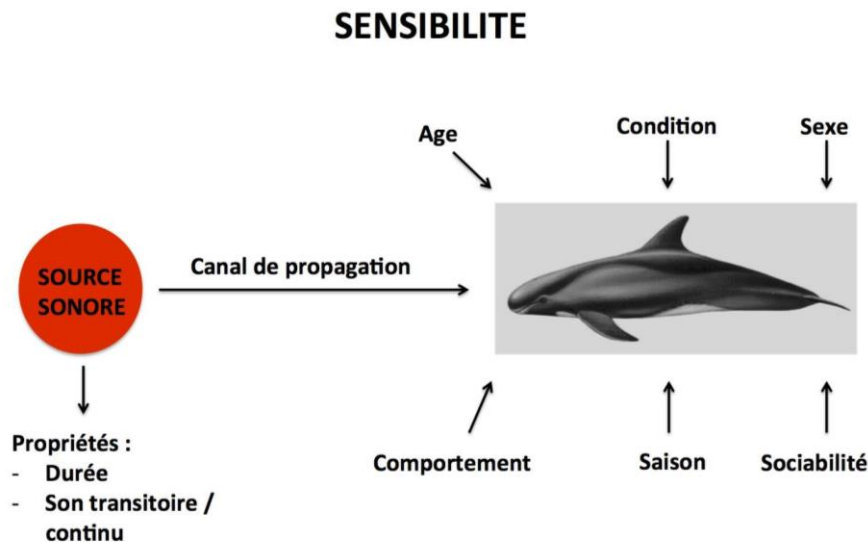 SENSIBILITE
Age
Condition
Sexe
SOURCE
SONORE
Canal de propagation
Propriétés :
- Durée
- Son transitoire /
continu
Comportement
Saison
Sociabilité